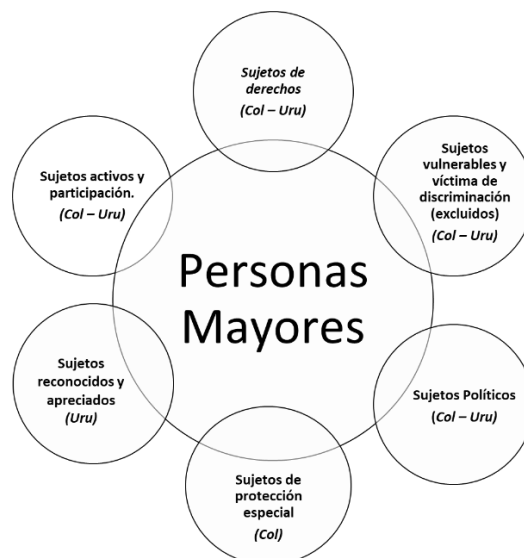 Sujetos de
derechos
(Col – Uru)
Sujetos
vulnerables y
víctima de
discriminación
(excluidos)
(Col – Uru)
Sujetos activos y
participación.
(Col – Uru)
Personas
Mayores
Sujetos
reconocidos y
apreciados
(Uru)
Sujetos Políticos
(Col – Uru)
Sujetos de
protección
especial
(Col)